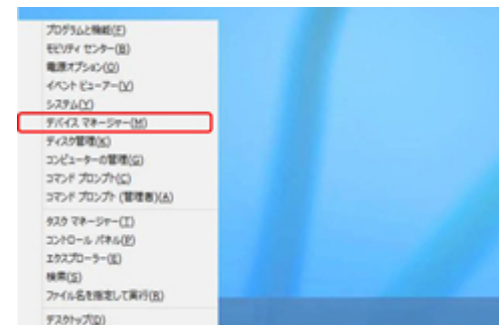 プログラムと機能(F)
モビリティ センター(B)
電源オプション(O)
イベント ビューアー(V)
システム(Y)
デバイス マネージャー(M)
ディスク管理(K)
コンピューターの管理(G)
コマンド プロンプト(C)
コマンド プロンプト (管理者)(A)
タスク マネージャー(T)
コントロール パネル(P)
エクスプローラー(E)
検索(S)
ファイル名を指定して実行(R)
デスクトップ(D)